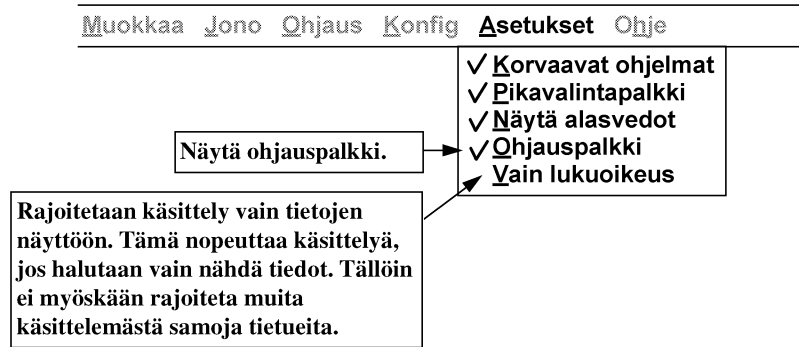 Muokkaa Jono Ohjaus Konfig Asetukset Ohje
Korvaavat ohjelmat
Pikavalintapalkki
Näytä alasvedot
Ohjauspalkki
Vain lukuoikeus
Näytä ohjauspalkki.
Rajoitetaan käsittely vain tietojen
näyttöön. Tämä nopeuttaa käsittelyä,
jos halutaan vain nähdä tiedot. Tällöin
ei myöskään rajoiteta muita
käsittelemästä samoja tietueita.